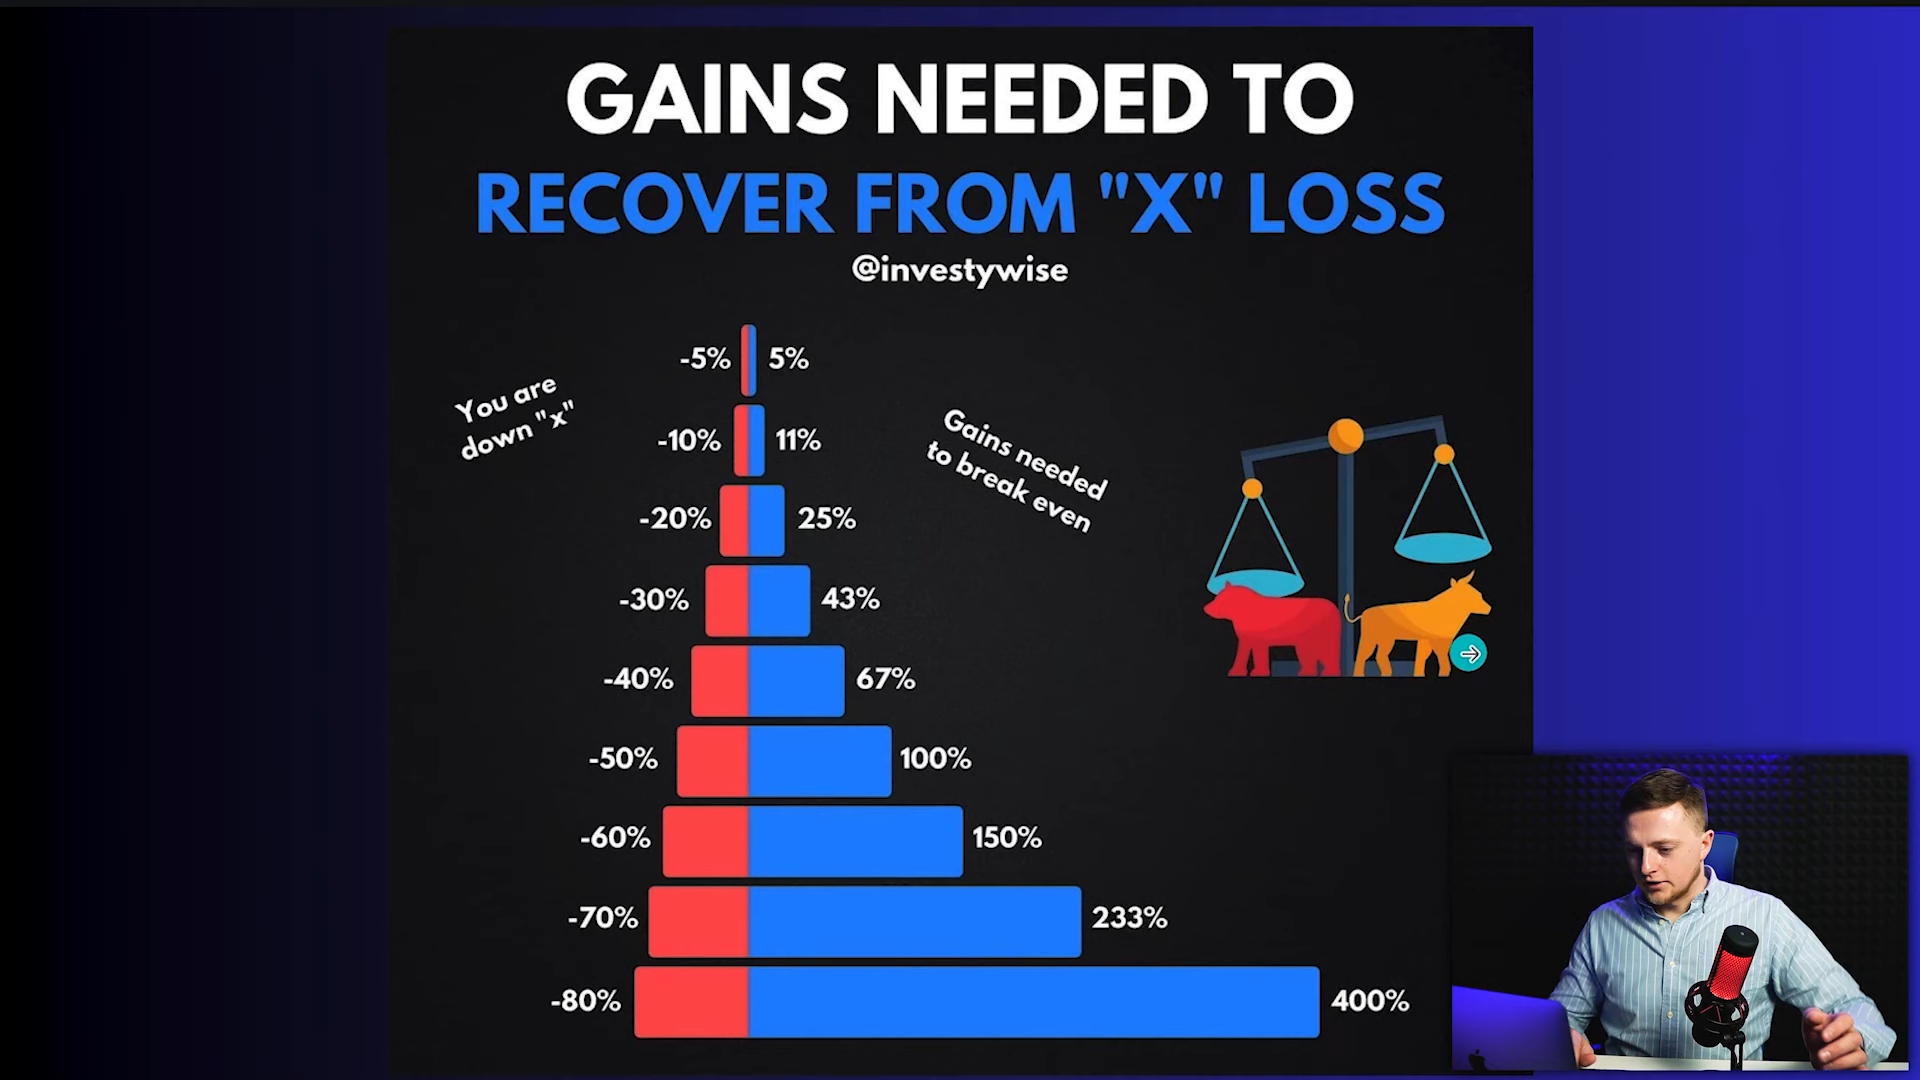 GAINS NEEDED TO
RECOVER FROM "X" LOSS
@investywise
You are
down "x"
Gains needed
to break even
-5% 5%
-10% 11%
-20% 25%
-30% 43%
-40% 67%
-50% 100%
-60% 150%
-70% 233%
-80% 400%